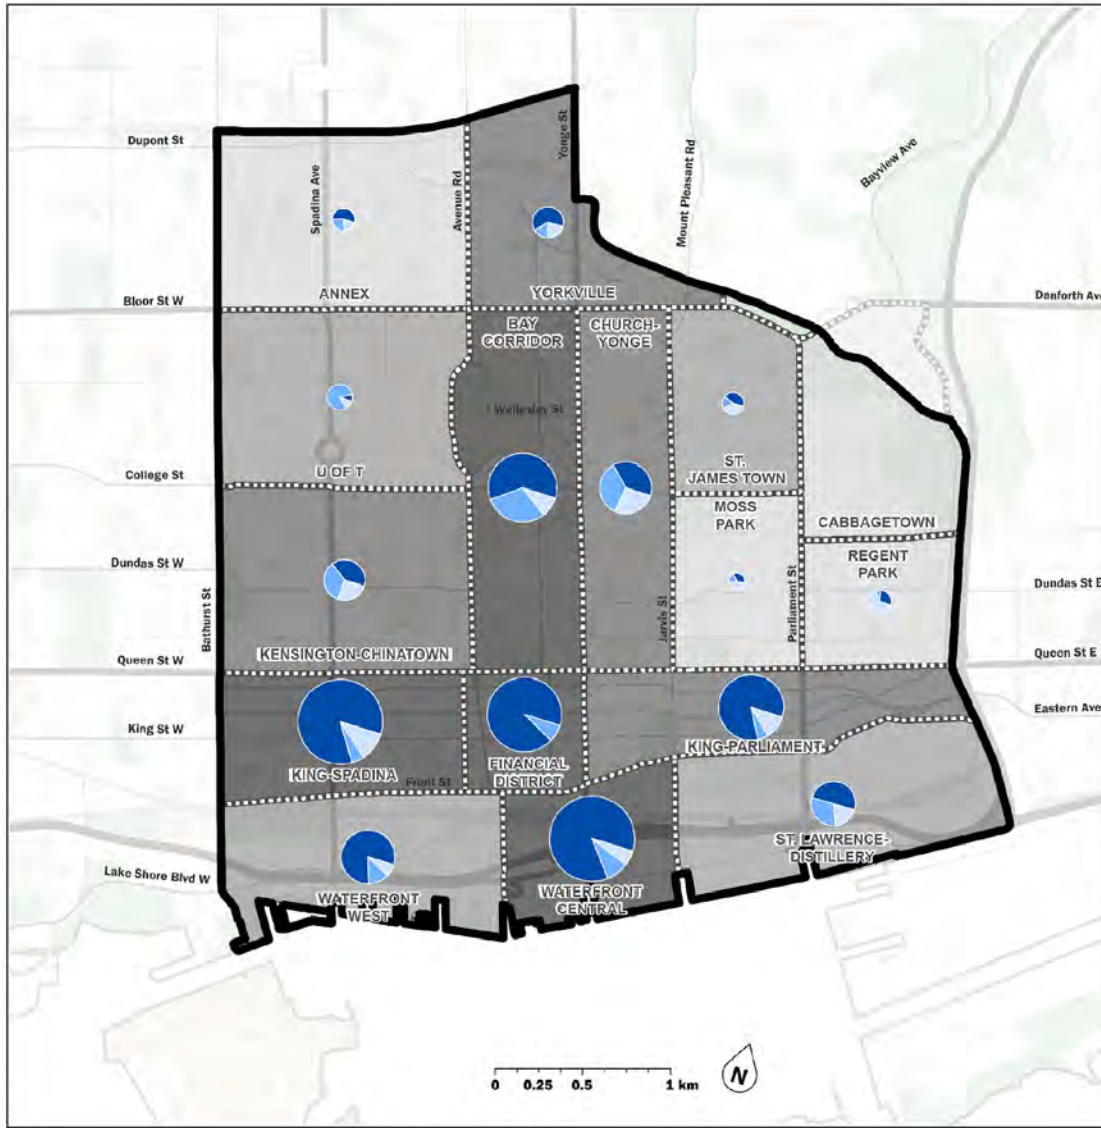 Dupont St
Spadina Ave
Avenue Rd
Yonge St
Mount Pleasant Rd
Bayview Ave
ANNEX
YORKVILLE
Bloor St W
Danforth Ave
BAY
CORRIDOR
CHURCH-
YONGE
Wellesley St
U OF T
College St
ST.
JAMES TOWN
MOSS
PARK
CABBAGETOWN
REGENT
PARK
Dundas St W
Dundas St E
Bathurst St
Jarvis St
Parliament St
KENSINGTON-CHINATOWN
Queen St W
Queen St E
Eastern Ave
King St W
KING-SPADINA
FINANCIAL
DISTRICT
KING-PARLIAMENT
Front St
ST. LAWRENCE-
DISTILLERY
Lake Shore Blvd W
WATERFRONT
WEST
WATERFRONT
CENTRAL
0 0.25 0.5 1 km
N